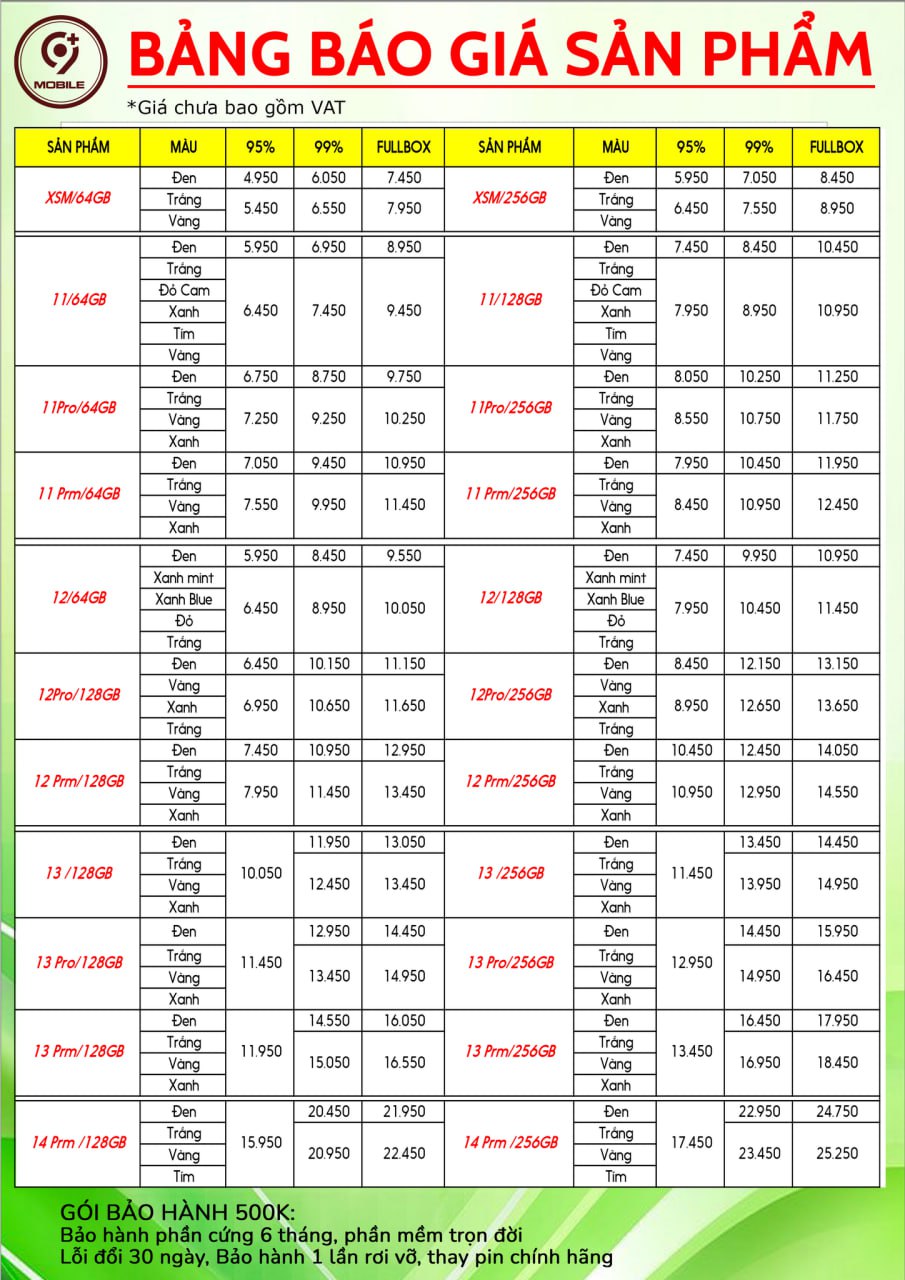 9+
MOBILE
BẢNG BÁO GIÁ SẢN PHẨM
*Giá chưa bao gồm VAT
SẢN PHẨM MÀU 95% 99% FULLBOX SẢN PHẨM MÀU 95% 99% FULLBOX
XSM/64GB Đen 4.950 6.050 7.450 XSM/256GB Đen 5.950 7.050 8.450
Trắng 5.450 6.550 7.950 Trắng 6.450 7.550 8.950
Vàng Vàng
11/64GB Đen 5.950 6.950 8.950 11/128GB Đen 7.450 8.450 10.450
Trắng Trắng
Đỏ Cam Đỏ Cam
Xanh 6.450 7.450 9.450 Xanh 7.950 8.950 10.950
Tím Tím
Vàng Vàng
11Pro/64GB Đen 6.750 8.750 9.750 11Pro/256GB Đen 8.050 10.250 11.250
Trắng Trắng
Vàng 7.250 9.250 10.250 Vàng 8.550 10.750 11.750
Xanh Xanh
11 Prm/64GB Đen 7.050 9.450 10.950 11 Prm/256GB Đen 7.950 10.450 11.950
Trắng Trắng
Vàng 7.550 9.950 11.450 Vàng 8.450 10.950 12.450
Xanh Xanh
12/64GB Đen 5.950 8.450 9.550 12/128GB Đen 7.450 9.950 10.950
Xanh mint Xanh mint
Xanh Blue 6.450 8.950 10.050 Xanh Blue 7.950 10.450 11.450
Đỏ Đỏ
Trắng Trắng
12Pro/128GB Đen 6.450 10.150 11.150 12Pro/256GB Đen 8.450 12.150 13.150
Vàng Vàng
Xanh 6.950 10.650 11.650 Xanh 8.950 12.650 13.650
Trắng Trắng
12 Prm/128GB Đen 7.450 10.950 12.950 12 Prm/256GB Đen 10.450 12.450 14.050
Trắng Trắng
Vàng 7.950 11.450 13.450 Vàng 10.950 12.950 14.550
Xanh Xanh
13 /128GB Đen 10.050 11.950 13.050 13 /256GB Đen 11.450 13.450 14.450
Trắng Trắng
Vàng 12.450 13.450 Vàng 13.950 14.950
Xanh Xanh
13 Pro/128GB Đen 11.450 12.950 14.450 13 Pro/256GB Đen 12.950 14.450 15.950
Trắng Trắng
Vàng 13.450 14.950 Vàng 14.950 16.450
Xanh Xanh
13 Prm/128GB Đen 11.950 14.550 16.050 13 Prm/256GB Đen 13.450 16.450 17.950
Trắng Trắng
Vàng 15.050 16.550 Vàng 16.950 18.450
Xanh Xanh
14 Prm /128GB Đen 15.950 20.450 21.950 14 Prm /256GB Đen 17.450 22.950 24.750
Trắng Trắng
Vàng 20.950 22.450 Vàng 23.450 25.250
Tím Tím
GÓI BẢO HÀNH 500K:
Bảo hành phần cứng 6 tháng, phần mềm trọn đời
Lỗi đổi 30 ngày, Bảo hành 1 lần rơi vỡ, thay pin chính hãng